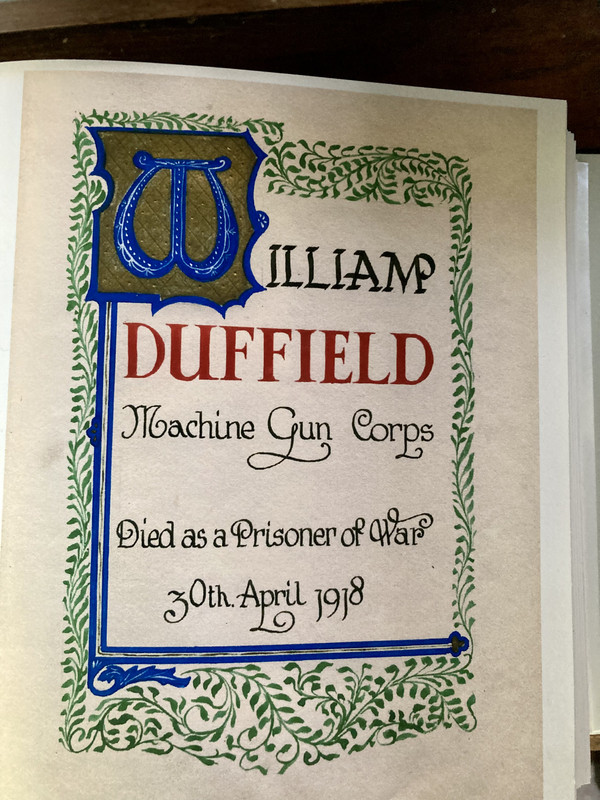 WILLIAM
DUFFIELD
Machine Gun Corps
Died as a Prisoner of War
30th. April 1918